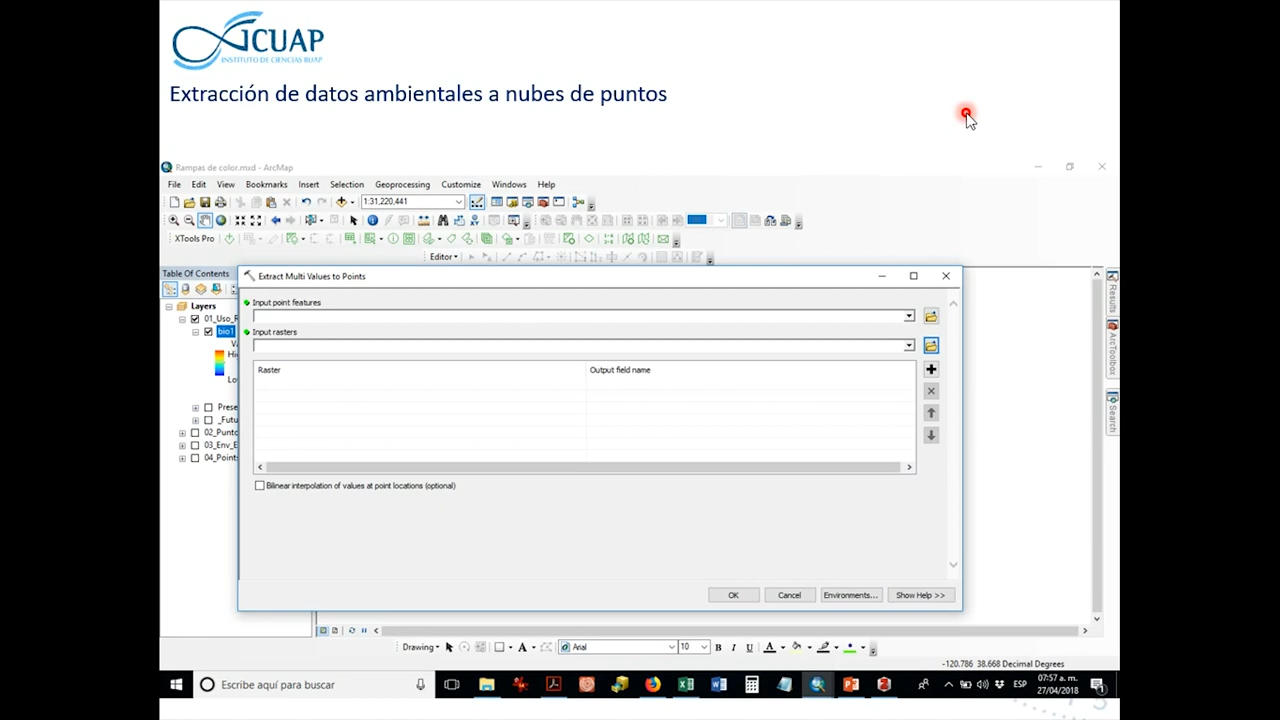 ICUAP
INSTITUTO DE CIENCIAS BUAP
Extracción de datos ambientales a nubes de puntos
Rampas de color.mxd - ArcMap
File Edit View Bookmarks Insert Selection Geoprocessing Customize Windows Help
1:31,220,441
XTools Pro
Editor
Table Of Contents
Extract Multi Values to Points
Layers
Input point features
01_Uso_R
bio1
Input rasters
Raster Output field name
Prese
_Futu
02_Punto
03_Env_E
04_Points
Bilinear interpolation of values at point locations (optional)
OK Cancel Environments... Show Help >>
Results
ArcToolbox
Search
Drawing Arial 10 B I U A
-120.786 38.668 Decimal Degrees
Escribe aquí para buscar
ESP
07:57 a. m.
27/04/2018